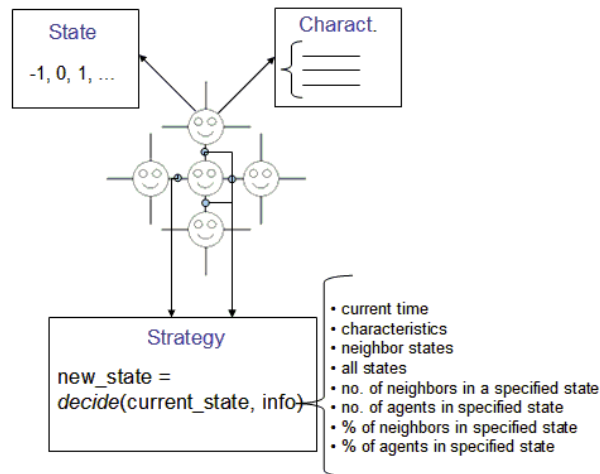 State
-1, 0, 1, ...
Charact.
Strategy
new_state =
decide(current_state, info)
• current time
• characteristics
• neighbor states
• all states
• no. of neighbors in a specified state
• no. of agents in specified state
• % of neighbors in specified state
• % of agents in specified state